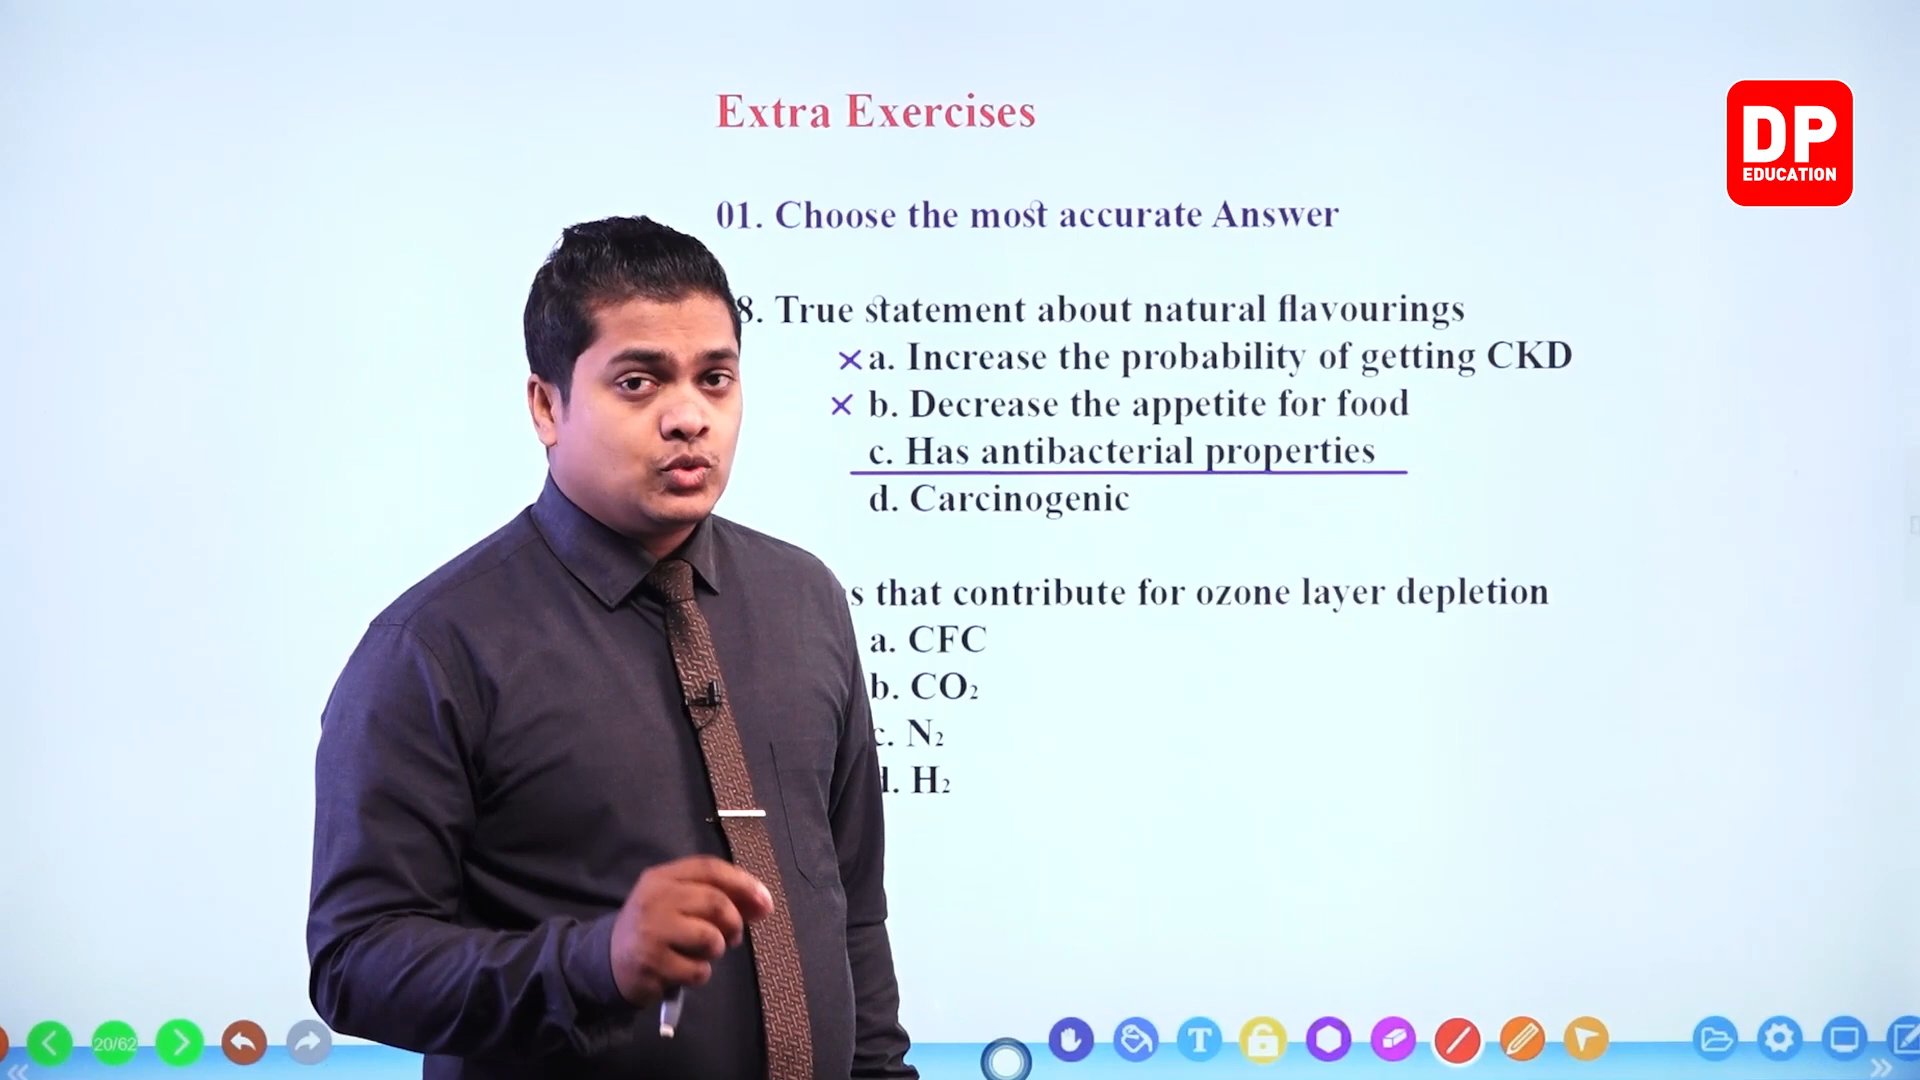 Extra Exercises
DP
EDUCATION
01. Choose the most accurate Answer
8. True statement about natural flavourings
× a. Increase the probability of getting CKD
× b. Decrease the appetite for food
c. Has antibacterial properties
d. Carcinogenic
s that contribute for ozone layer depletion
a. CFC
b. CO₂
c. N₂
d. H₂
20/62
T